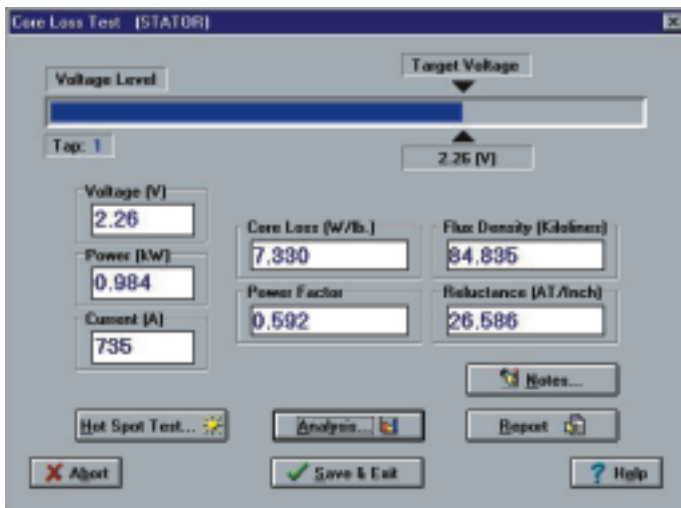 Core Loss Test (STATOR)
Target Voltage
Voltage Level
Tap: 1
2.26 (V)
Voltage (V)
2.26
Power (kW)
0.984
Current (A)
735
Core Loss (W/lb.)
7.330
Power Factor
0.592
Flux Density (Kilolines)
84.835
Reluctance (AT/Inch)
26.586
Notes...
Hot Spot Test...
Analysis...
Report
Abort
Save & Exit
Help